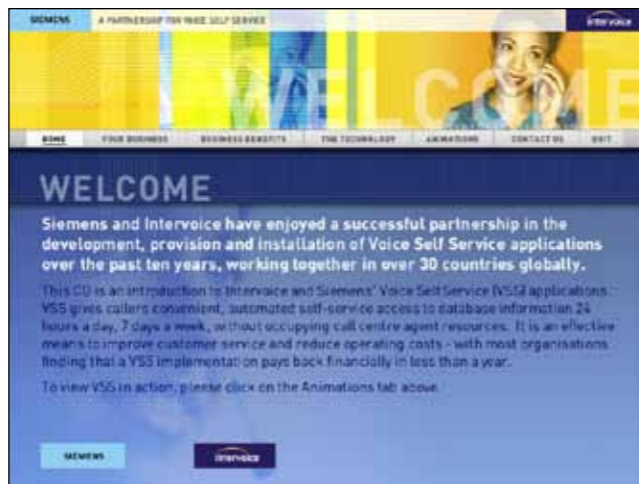 SIEMENS
A PARTNERSHIP FOR VOICE SELF SERVICE
intervoice
WELCOME
HOME
YOUR BUSINESS
BUSINESS BENEFITS
THE TECHNOLOGY
ANIMATIONS
CONTACT US
EXIT
WELCOME
Siemens and Intervoice have enjoyed a successful partnership in the
development, provision and installation of Voice Self Service applications
over the past ten years, working together in over 30 countries globally.
This CD is an introduction to Intervoice and Siemens' Voice Self Service (VSS) applications.
VSS gives callers convenient, automated self-service access to database information 24
hours a day, 7 days a week, without occupying call centre agent resources. It is an effective
means to improve customer service and reduce operating costs - with most organisations
finding that a VSS implementation pays back financially in less than a year.
To view VSS in action, please click on the Animations tab above.
SIEMENS
intervoice